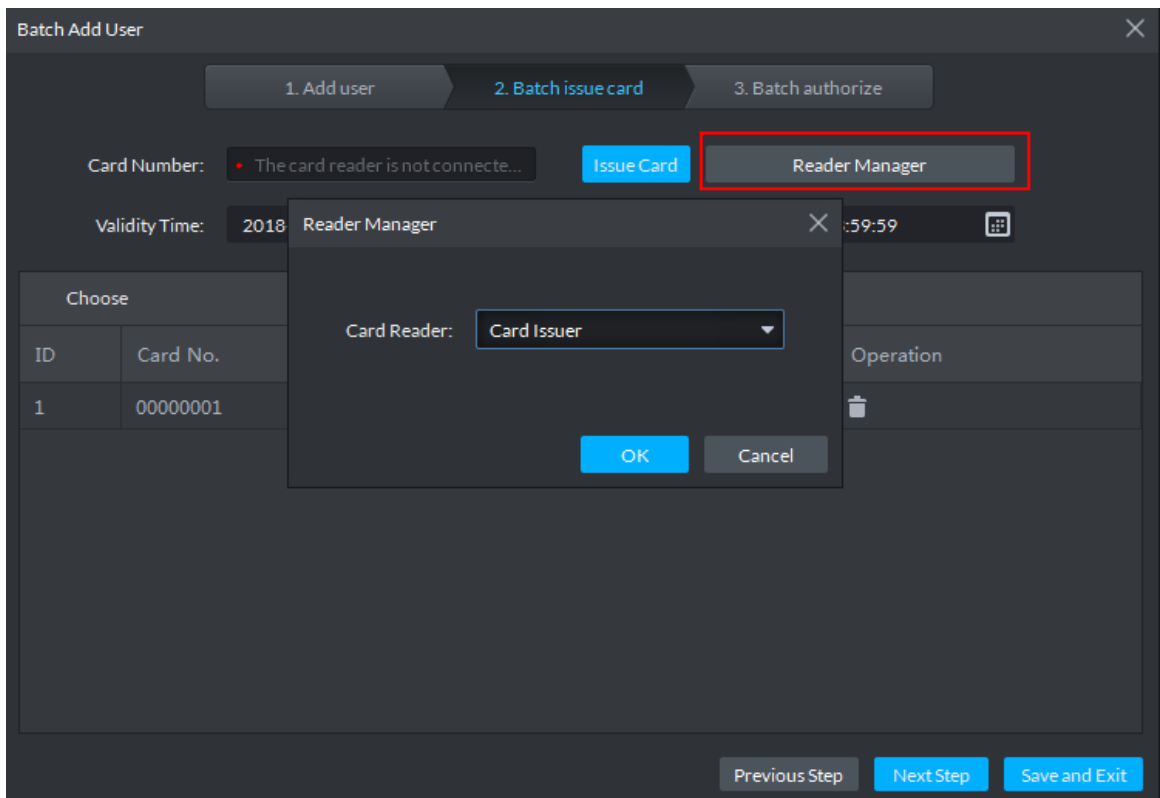 Batch Add User
1. Add user 2. Batch issue card 3. Batch authorize
Card Number: • The card reader is not connecte... Issue Card Reader Manager
Validity Time: 2018 :59:59
Reader Manager
Choose
Card Reader: Card Issuer
ID Card No. Operation
1 00000001
OK Cancel
Previous Step Next Step Save and Exit